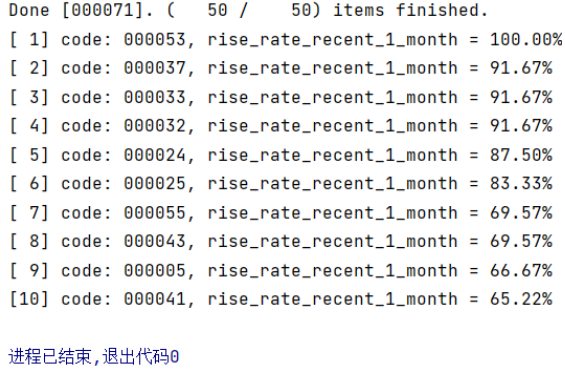 Done [000071]. (   50 /    50) items finished.
[ 1] code: 000053, rise_rate_recent_1_month = 100.00%
[ 2] code: 000037, rise_rate_recent_1_month = 91.67%
[ 3] code: 000033, rise_rate_recent_1_month = 91.67%
[ 4] code: 000032, rise_rate_recent_1_month = 91.67%
[ 5] code: 000024, rise_rate_recent_1_month = 87.50%
[ 6] code: 000025, rise_rate_recent_1_month = 83.33%
[ 7] code: 000055, rise_rate_recent_1_month = 69.57%
[ 8] code: 000043, rise_rate_recent_1_month = 69.57%
[ 9] code: 000005, rise_rate_recent_1_month = 66.67%
[10] code: 000041, rise_rate_recent_1_month = 65.22%
进程已结束,退出代码0